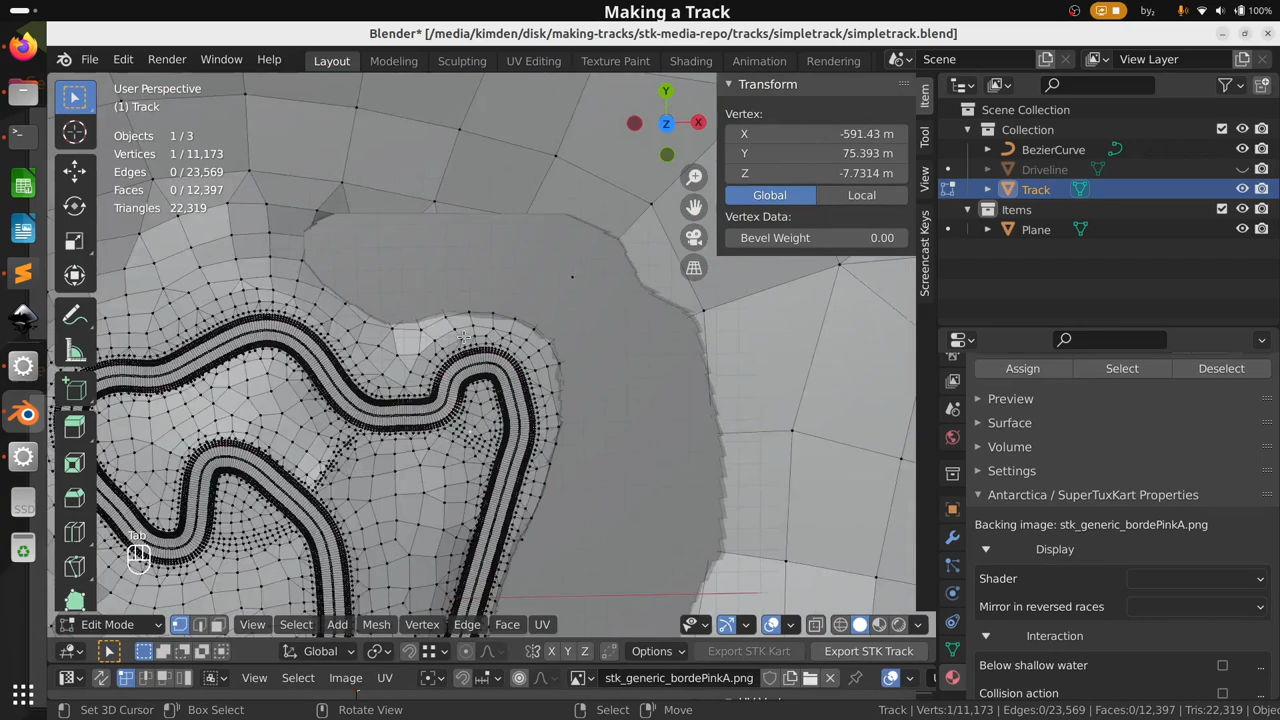 Making a Track
by₂
100%
Blender* [/media/kimden/disk/making-tracks/stk-media-repo/tracks/simpletrack/simpletrack.blend]
File Edit Render Window Help
Layout Modeling Sculpting UV Editing Texture Paint Shading Animation Rendering
Scene View Layer
User Perspective
(1) Track
Objects 1 / 3
Vertices 1 / 11,173
Edges 0 / 23,569
Faces 0 / 12,397
Triangles 22,319
Y
X
Z
Transform
Vertex:
X -591.43 m
Y 75.393 m
Z -7.7314 m
Global Local
Vertex Data:
Bevel Weight 0.00
Item
Tool
View
Screencast Keys
Scene Collection
Collection
BezierCurve
Driveline
Track
Items
Plane
Assign Select Deselect
Preview
Surface
Volume
Settings
Antarctica / SuperTuxKart Properties
Backing image: stk_generic_bordePinkA.png
Display
Shader
Mirror in reversed races
Interaction
Below shallow water
Collision action
SSD
Tab
Edit Mode View Select Add Mesh Vertex Edge Face UV
Global X Y Z Options Export STK Kart Export STK Track
View Select Image UV stk_generic_bordePinkA.png
Set 3D Cursor Box Select Rotate View Select Move Track | Verts:1/11,173 | Edges:0/23,569 | Faces:0/12,397 | Tris:22,319 | Objec